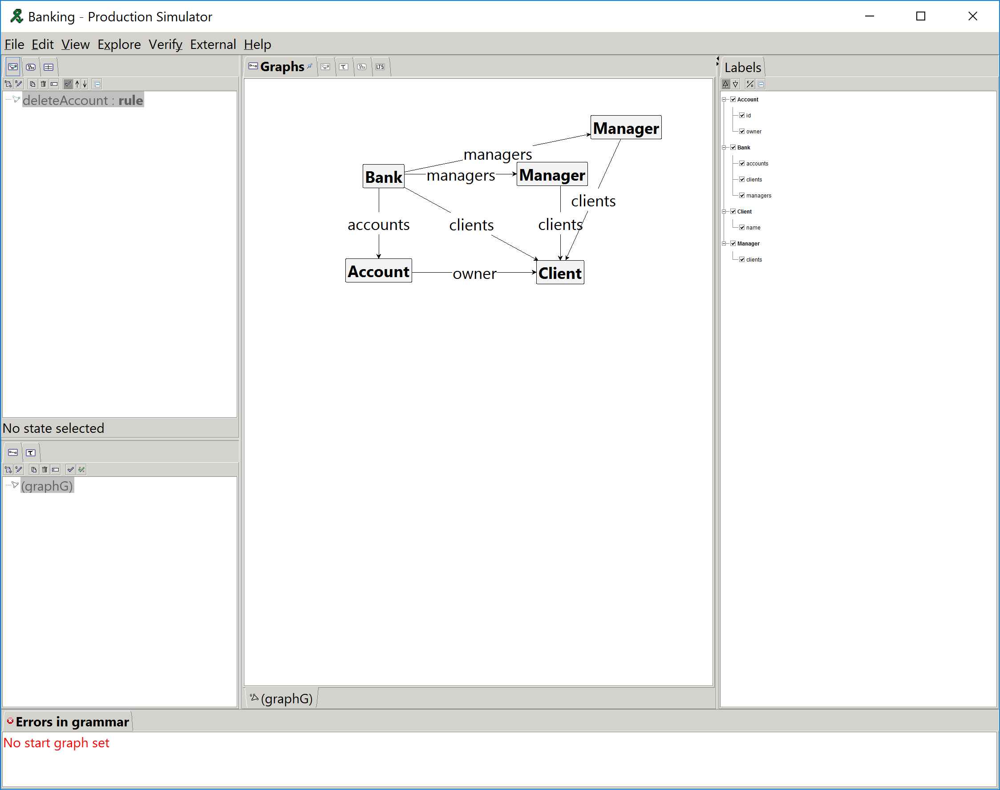 Banking - Production Simulator
File Edit View Explore Verify External Help
deleteAccount : rule
No state selected
τ
(graphG)
Graphs τ LTS
Manager
managers
Bank managers Manager
clients
accounts clients clients
Account owner Client
(graphG)
Labels
Account
id
owner
Bank
accounts
clients
managers
Client
name
Manager
clients
Errors in grammar
No start graph set